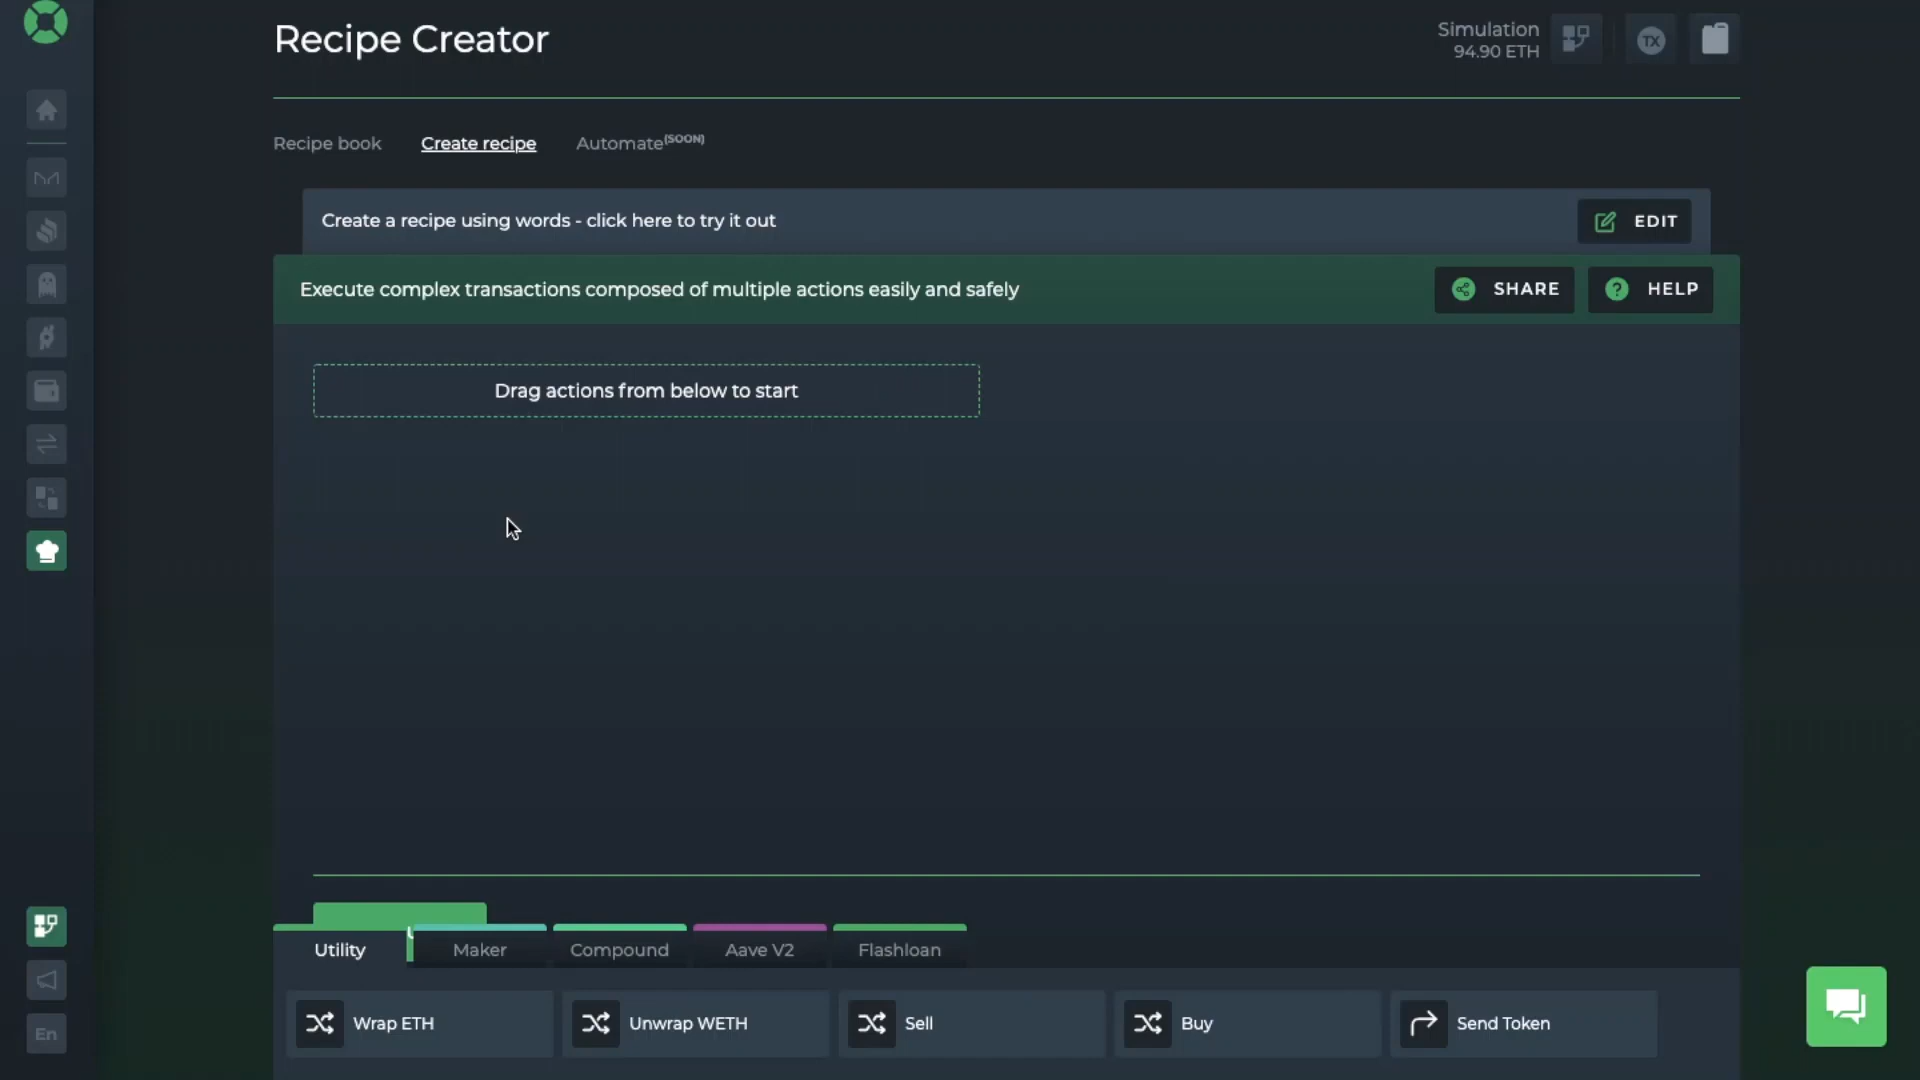 Recipe Creator
Simulation
94.90 ETH
TX
Recipe book
Create recipe
Automate(SOON)
Create a recipe using words - click here to try it out
EDIT
Execute complex transactions composed of multiple actions easily and safely
SHARE
HELP
Drag actions from below to start
Utility
Maker
Compound
Aave V2
Flashloan
Wrap ETH
Unwrap WETH
Sell
Buy
Send Token
En